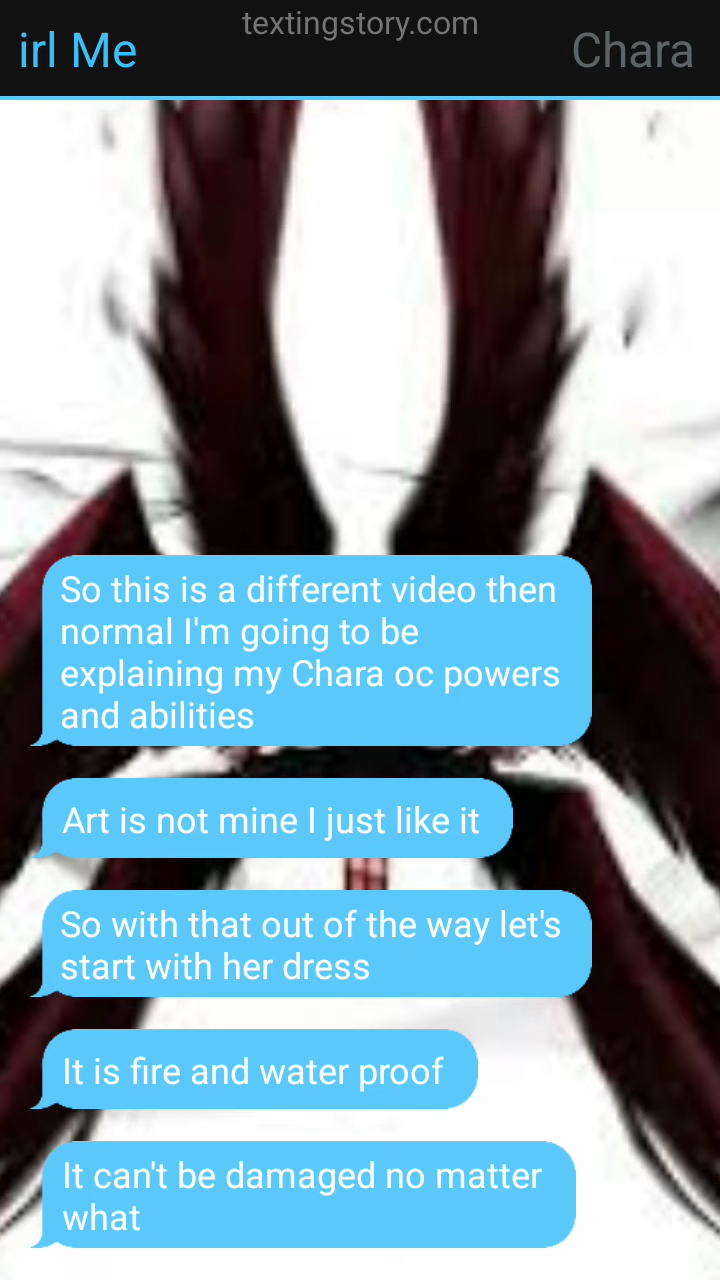 textingstory.com
irl Me
Chara
So this is a different video then
normal I'm going to be
explaining my Chara oc powers
and abilities
Art is not mine I just like it
So with that out of the way let's
start with her dress
It is fire and water proof
It can't be damaged no matter
what